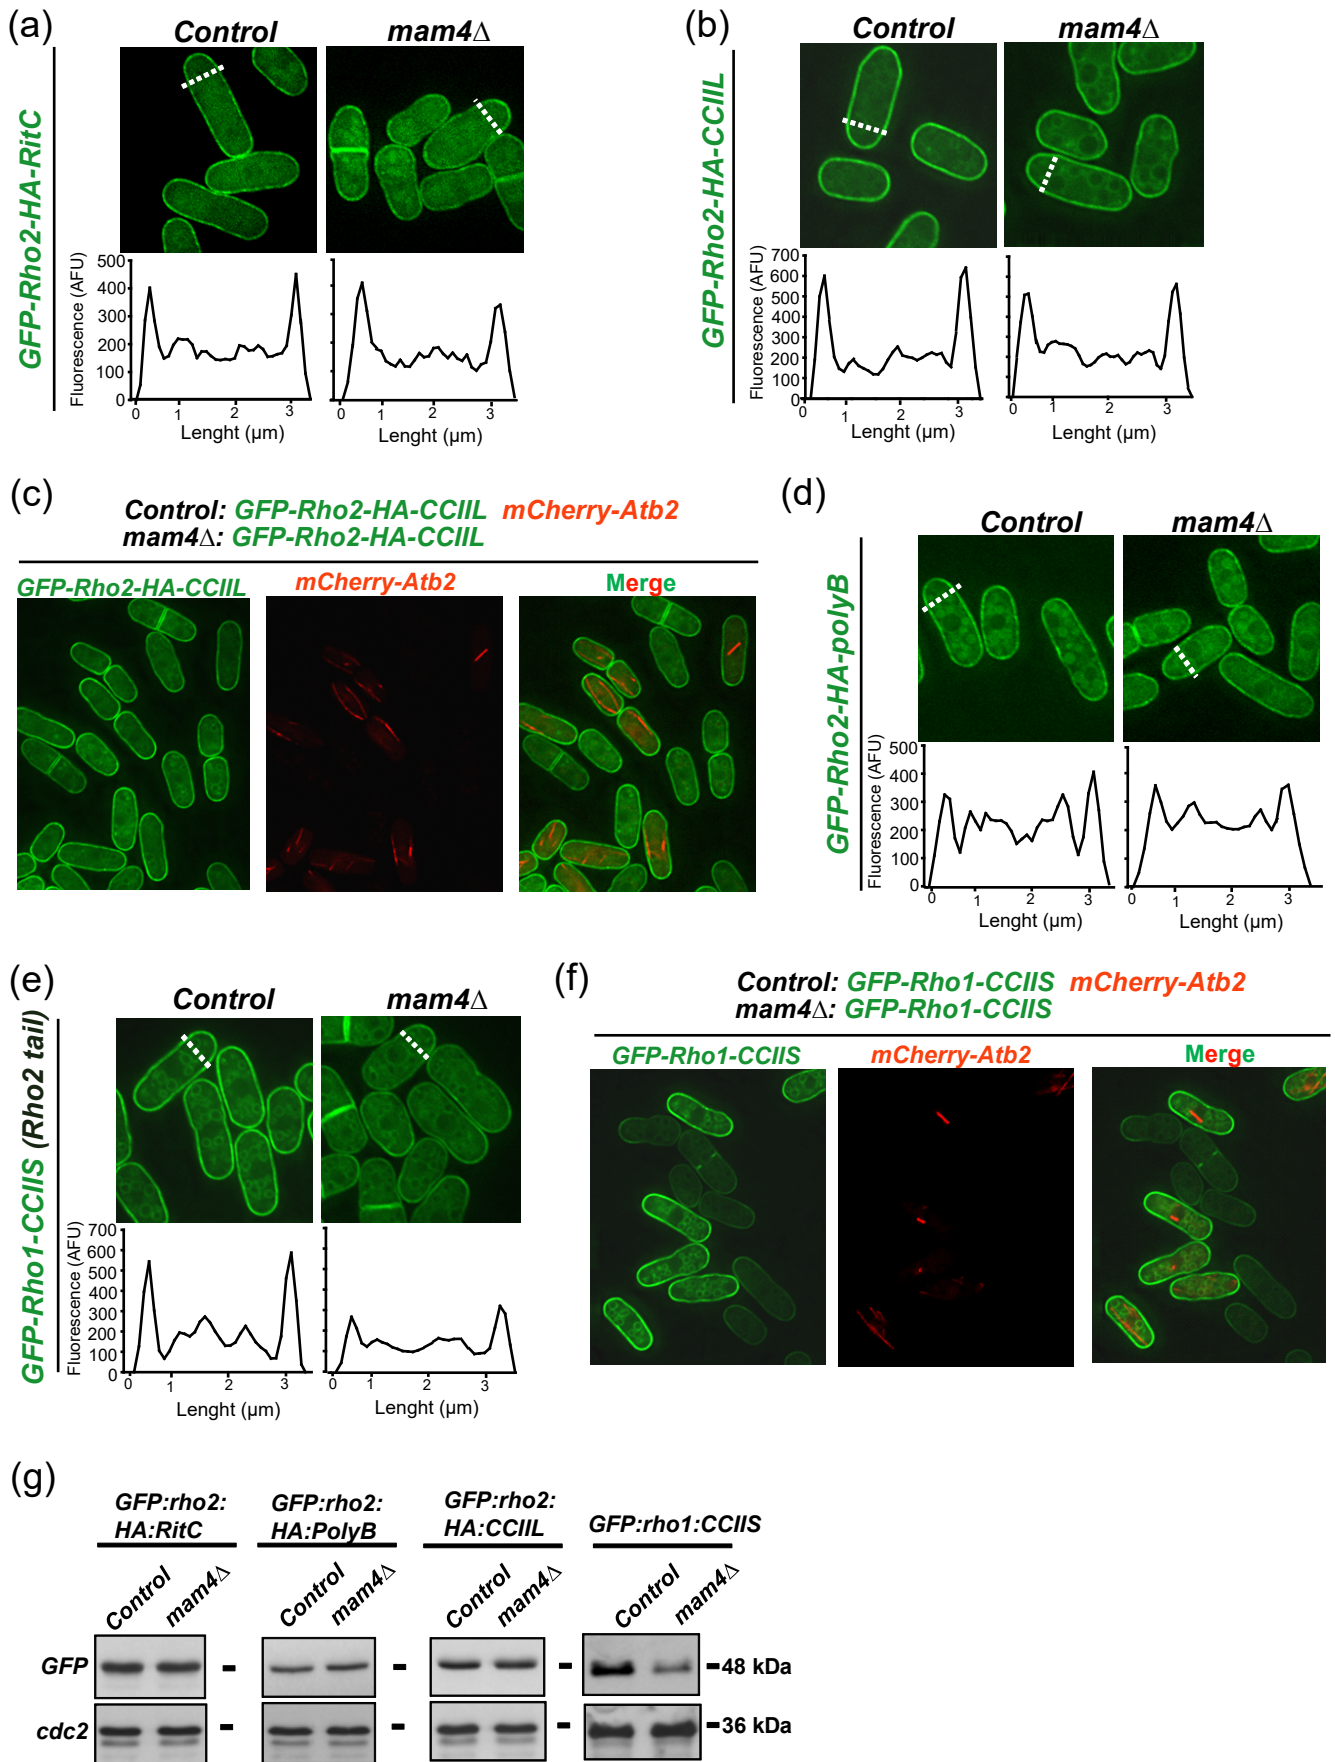 (a)
Control mam4Δ
GFP-Rho2-HA-RitC
Fluorescence (AFU)
500
400
300
200
100
0
0 1 2 3
Lenght (µm)
0 1 2 3
Lenght (µm)
(b)
Control mam4Δ
GFP-Rho2-HA-CCIIL
Fluorescence (AFU)
700
600
500
400
300
200
100
0
0 1 2 3
Lenght (µm)
0 1 2 3
Lenght (µm)
(c)
Control: GFP-Rho2-HA-CCIIL mCherry-Atb2
mam4Δ: GFP-Rho2-HA-CCIIL
GFP-Rho2-HA-CCIIL mCherry-Atb2 Merge
(d)
Control mam4Δ
GFP-Rho2-HA-polyB
Fluorescence (AFU)
500
400
300
200
100
0
0 1 2 3
Lenght (µm)
0 1 2 3
Lenght (µm)
(e)
Control mam4Δ
GFP-Rho1-CCIIS (Rho2 tail)
Fluorescence (AFU)
700
600
500
400
300
200
100
0
0 1 2 3
Lenght (µm)
0 1 2 3
Lenght (µm)
(f)
Control: GFP-Rho1-CCIIS mCherry-Atb2
mam4Δ: GFP-Rho1-CCIIS
GFP-Rho1-CCIIS mCherry-Atb2 Merge
(g)
GFP:rho2:
HA:RitC
GFP:rho2:
HA:PolyB
GFP:rho2:
HA:CCIIL
GFP:rho1:CCIIS
Control mam4Δ Control mam4Δ Control mam4Δ Control mam4Δ
GFP 48 kDa
cdc2 36 kDa